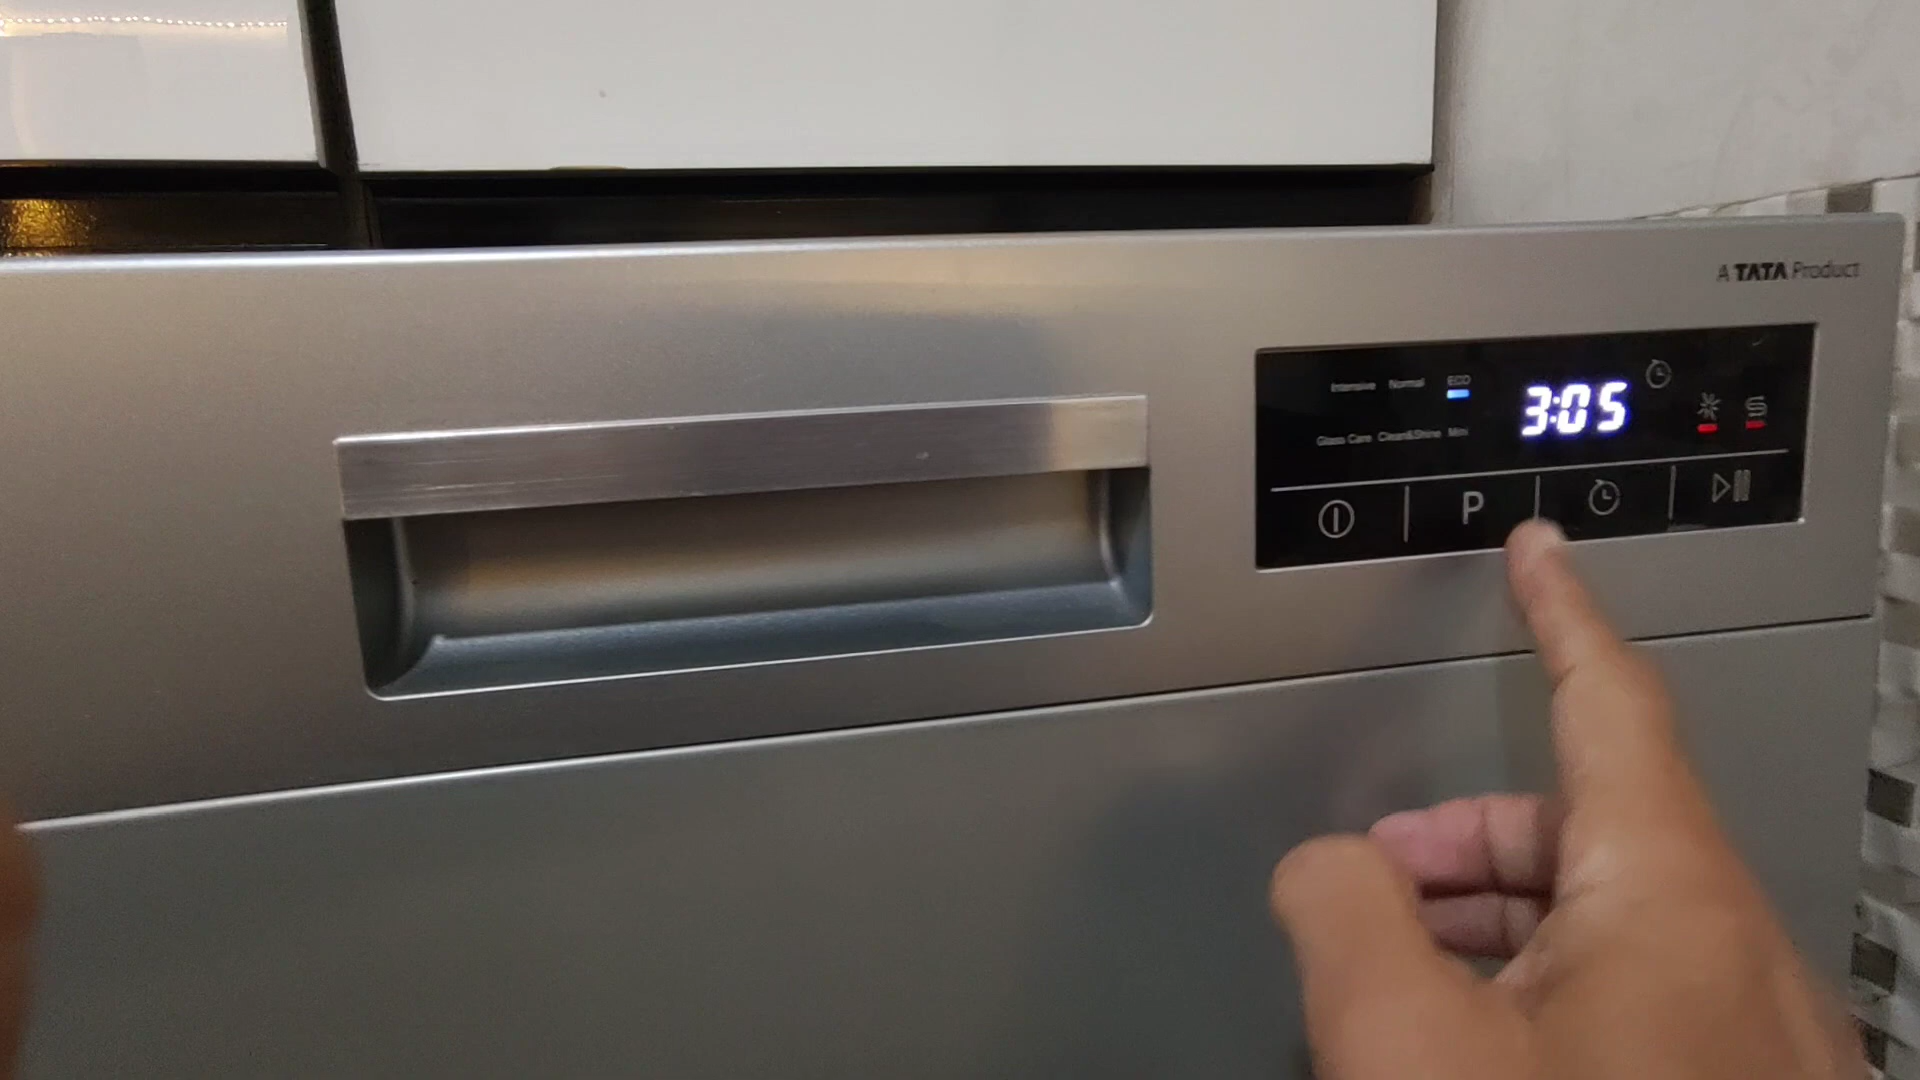 A TATA Product
Intensive Normal ECO
3:05
Glass Care Clean&Shine Mini
P